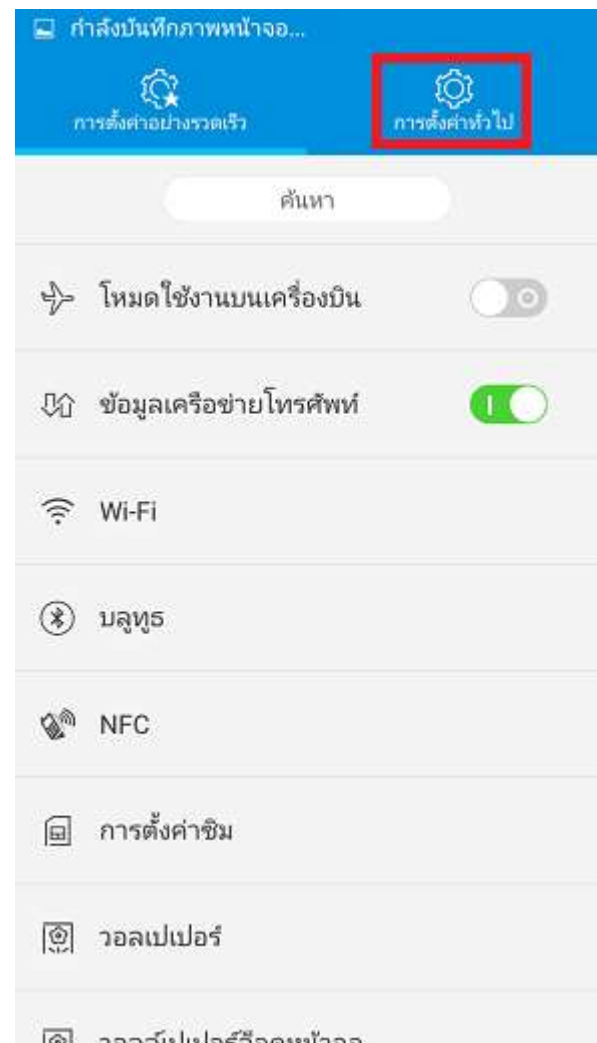 กำลังบันทึกภาพหน้าจอ...
การตั้งค่าอย่างรวดเร็ว
การตั้งค่าทั่วไป
ค้นหา
โหมดใช้งานบนเครื่องบิน
ข้อมูลเครือข่ายโทรศัพท์
Wi-Fi
บลูทูธ
NFC
การตั้งค่าซิม
วอลเปเปอร์